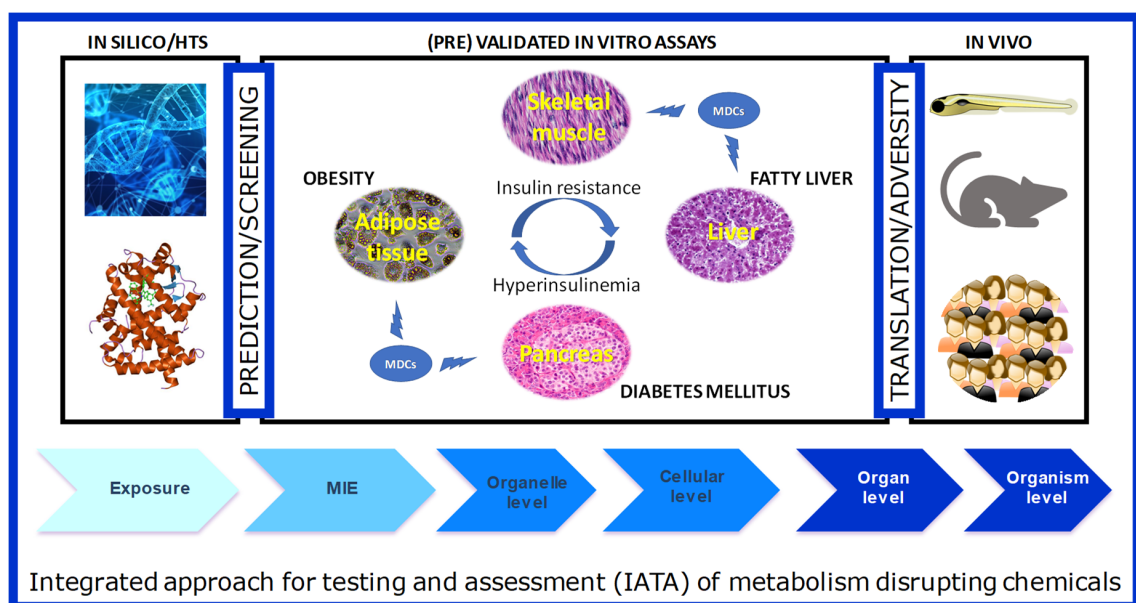 IN SILICO/HTS
(PRE) VALIDATED IN VITRO ASSAYS
IN VIVO
PREDICTION/SCREENING
Skeletal
muscle
MDCs
OBESITY
Adipose
tissue
Insulin resistance
Hyperinsulinemia
FATTY LIVER
Liver
MDCs
Pancreas
DIABETES MELLITUS
TRANSLATION/ADVERSITY
Exposure
MIE
Organelle
level
Cellular
level
Organ
level
Organism
level
Integrated approach for testing and assessment (IATA) of metabolism disrupting chemicals